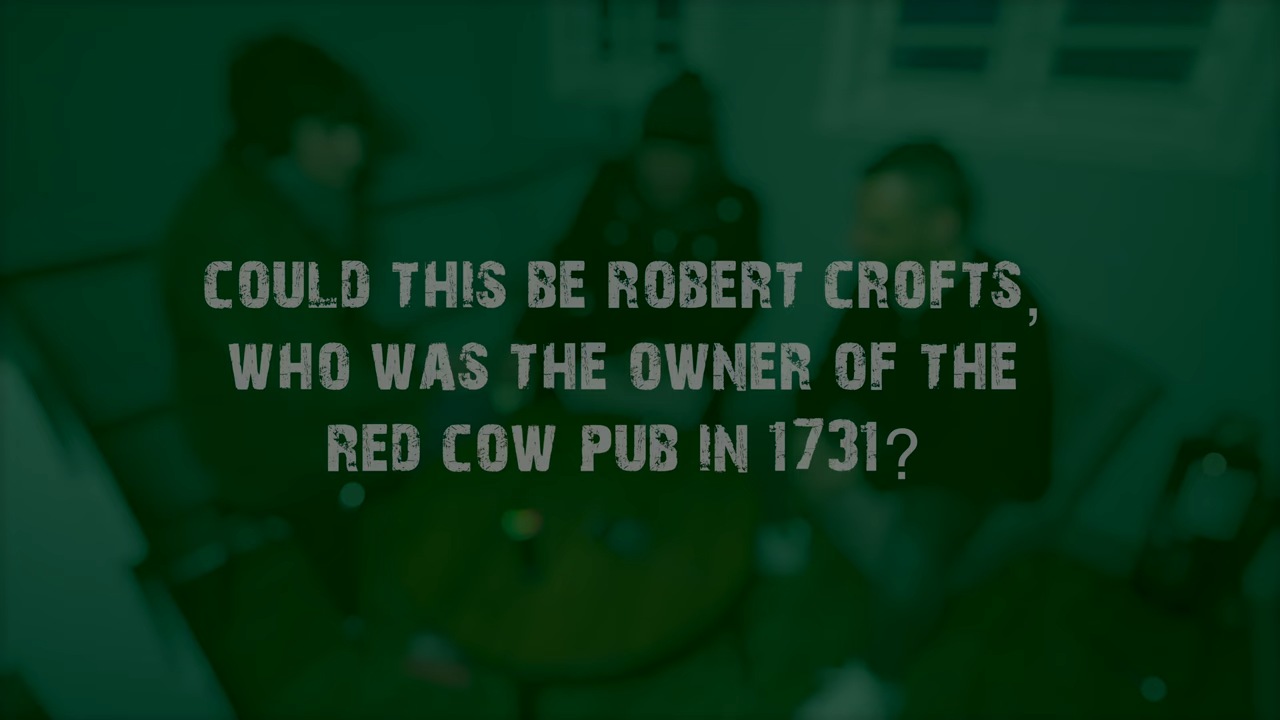 COULD THIS BE ROBERT CROFTS,
WHO WAS THE OWNER OF THE
RED COW PUB IN 1731?